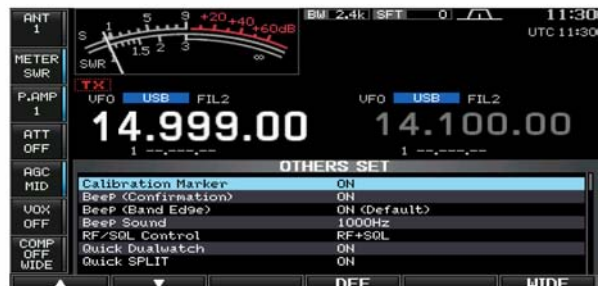 ANT
1
METER
SWR
P.AMP
1
ATT
OFF
AGC
MID
VOX
OFF
COMP
OFF
WIDE
S 1 5 9 +20 +40 +60dB
SWR 1 1.5 2 3 ∞
BW 2.4k SFT 0
11:30
UTC 11:30
TX
VFO USB FIL2
14.999.00
1 --.---.--
VFO USB FIL2
14.100.00
1 --.---.--
OTHERS SET
Calibration Marker ON
Beep (Confirmation) ON
Beep (Band Edge) ON (Default)
Beep Sound 1000Hz
RF/SQL Control RF+SQL
Quick Dualwatch ON
Quick SPLIT ON
▲ ▼ DEF WIDE